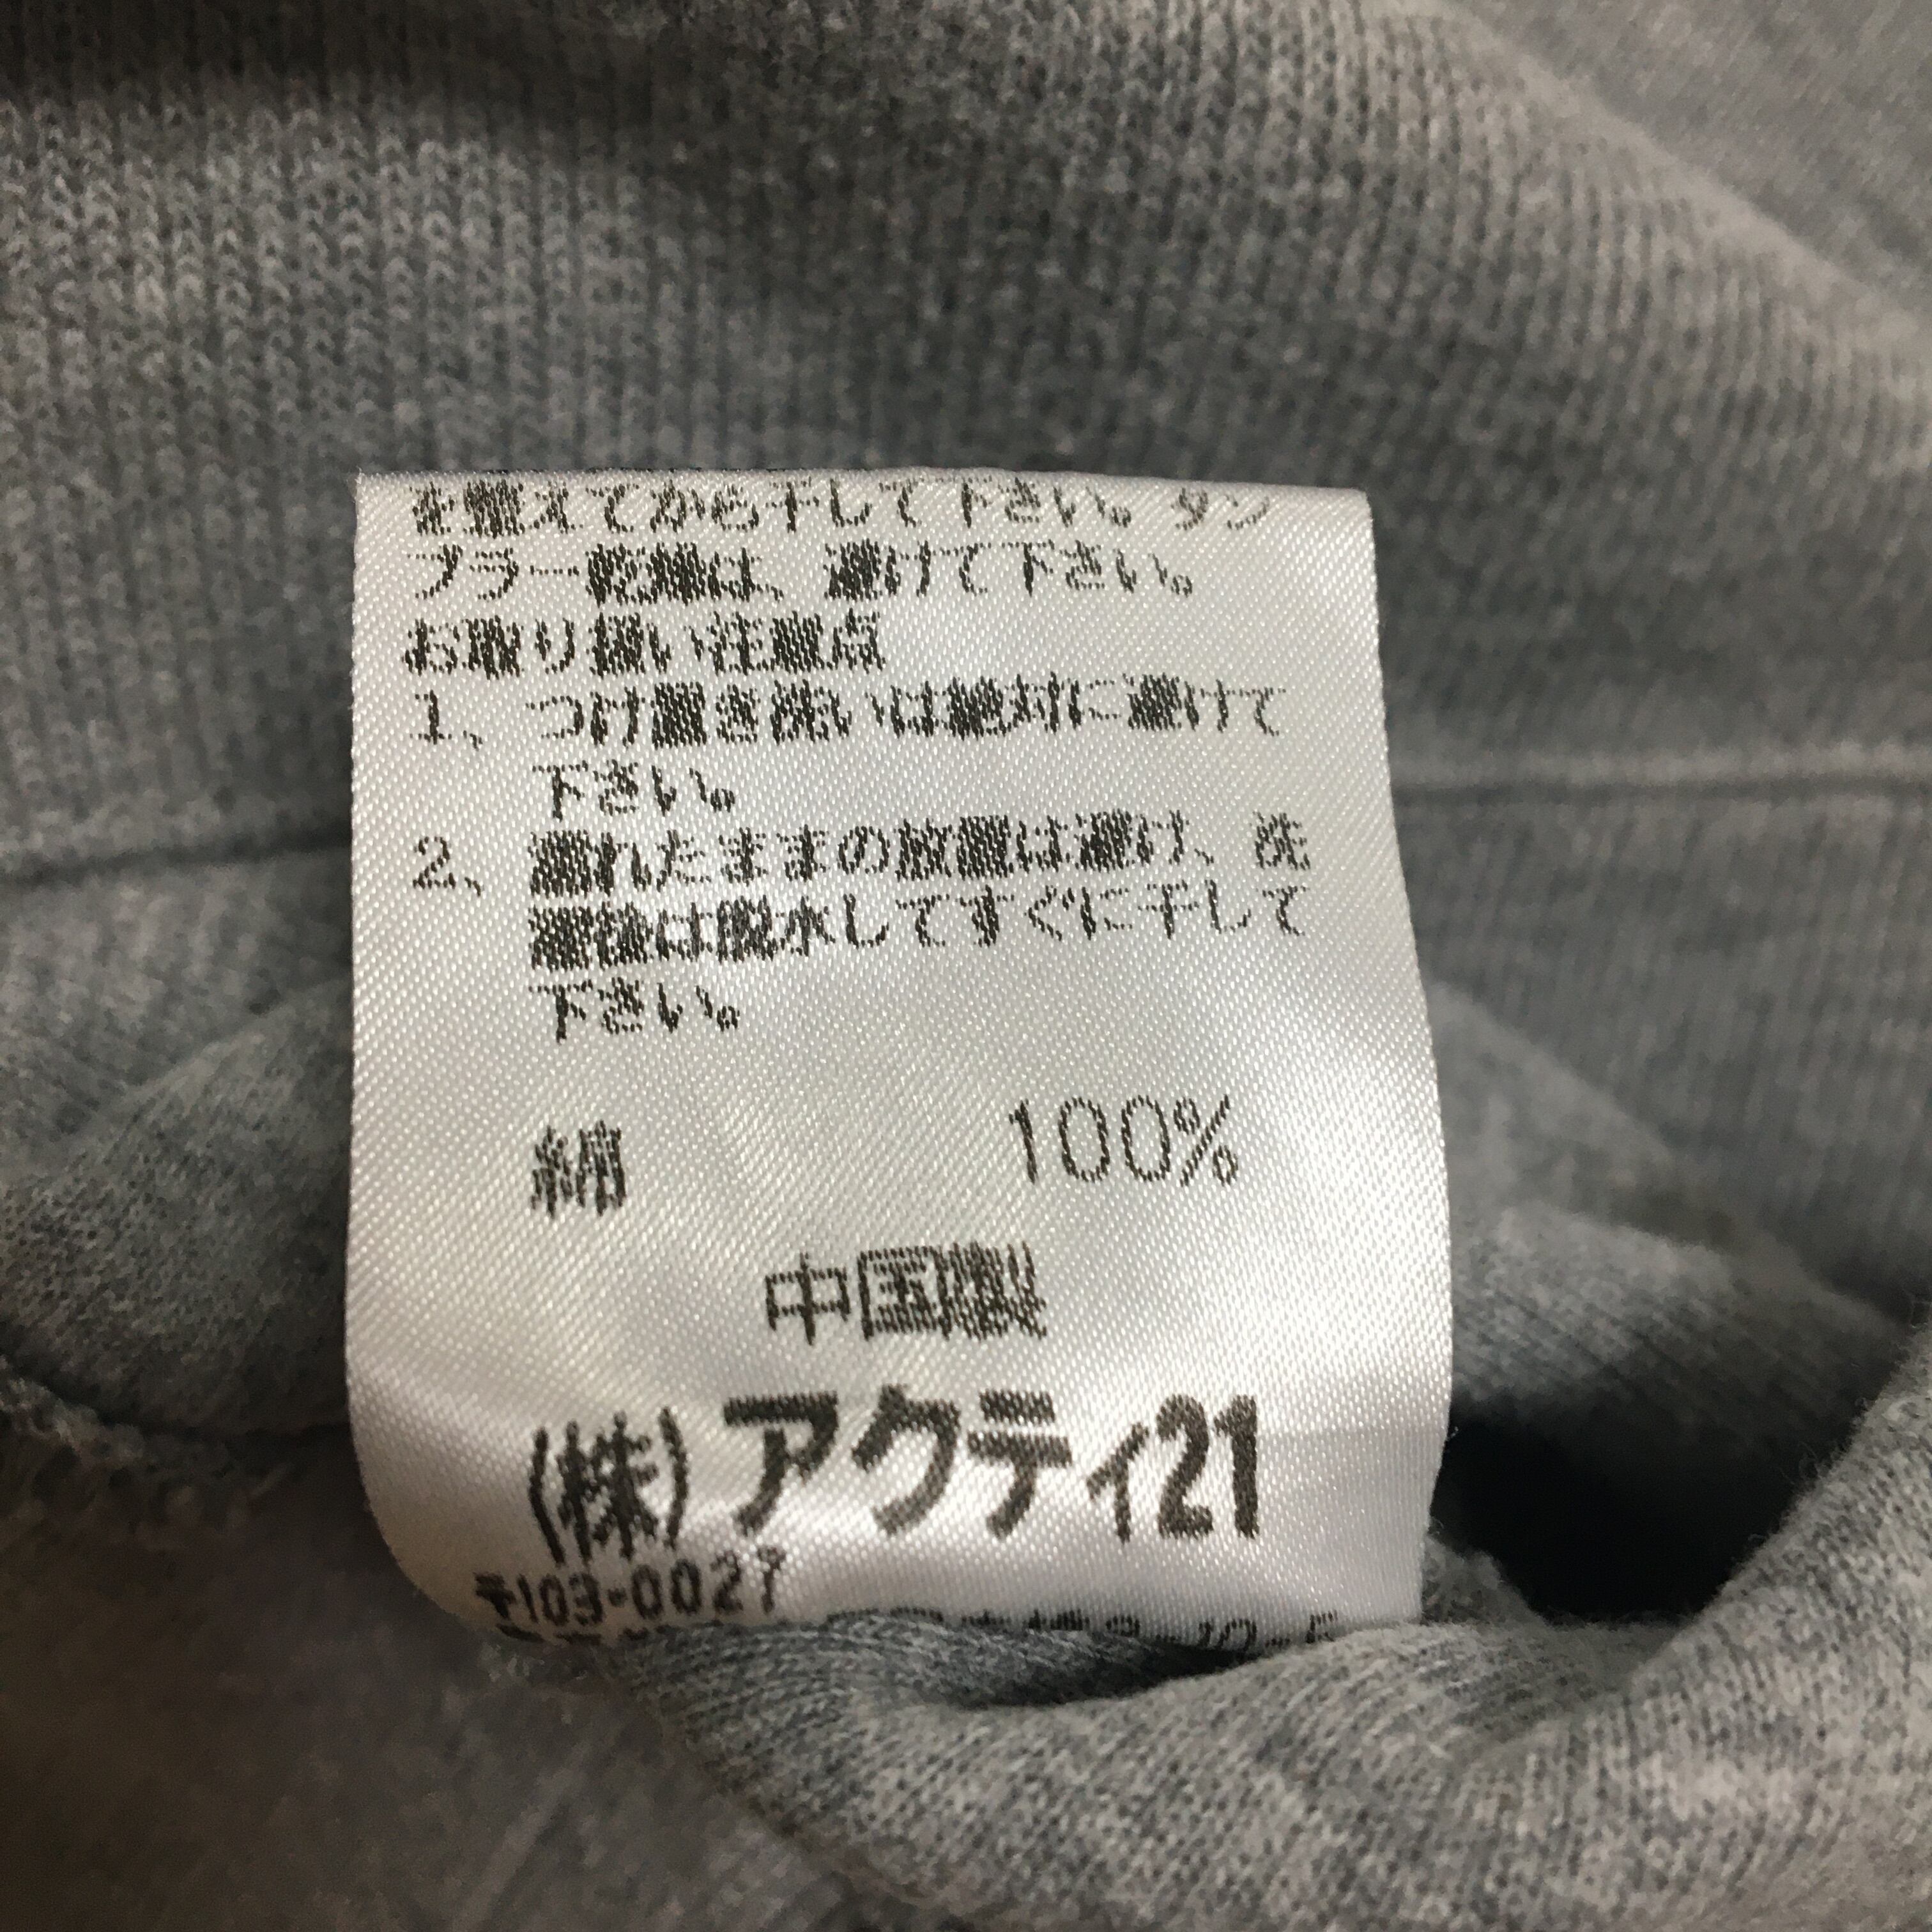 を整えてから干して下さい。タン
ブラー乾燥は、避けて下さい。
お取り扱い注意点
1、つけ置き洗いは絶対に避けて
下さい。
2、濡れたままの放置は避け、洗
濯後は脱水してすぐに干して
下さい。
綿 100%
中国製
(株)アクティ21
〒103-0027